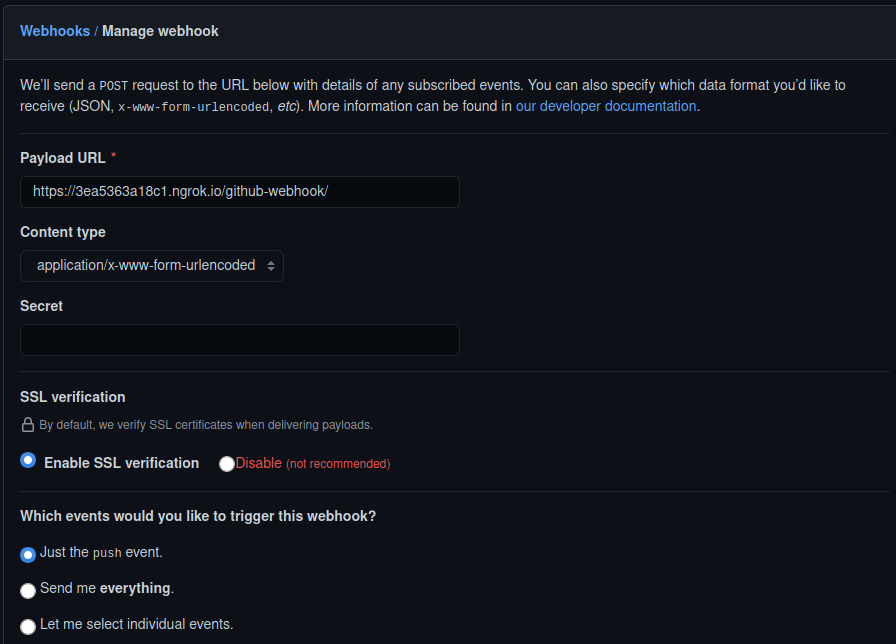 Webhooks / Manage webhook
We’ll send a POST request to the URL below with details of any subscribed events. You can also specify which data format you’d like to
receive (JSON, x-www-form-urlencoded, etc). More information can be found in our developer documentation.
Payload URL *
https://3ea5363a18c1.ngrok.io/github-webhook/
Content type
application/x-www-form-urlencoded
Secret
SSL verification
By default, we verify SSL certificates when delivering payloads.
Enable SSL verification Disable (not recommended)
Which events would you like to trigger this webhook?
Just the push event.
Send me everything.
Let me select individual events.